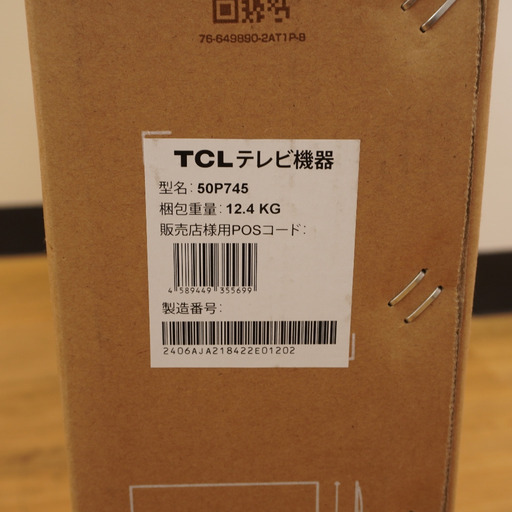 76-649890-2AT1P-B
TCLテレビ機器
型名: 50P745
梱包重量: 12.4 KG
販売店様用POSコード:
4 589449 355699
製造番号:
2406AJA218422E01202